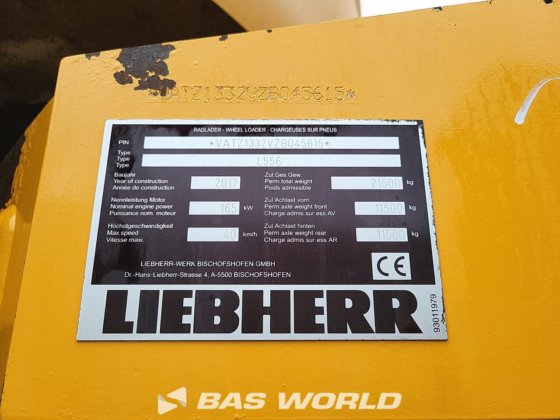 *VATZ1332VZB045615*
RADLADER - WHEEL LOADER - CHARGEUSES SUR PNEUS
PIN *VATZ1332VZB045615*
Type
Type L556
Type
Baujahr
Year of construction 2017
Année de construction
Zul.Ges.Gew
Perm total weight 21500 kg
Poids admissible
Nennleistung Motor
Nominal engine power 165 kW
Puissance nom. moteur
Zul.Achlast vorn
Perm axle weight front 11500 kg
Charge admis sur ess.AV
Höchstgeschwindigkeit
Max.speed 40 km/h
Vitesse maxi.
Zul.Achlast hinten
Perm axle weight rear 11500 kg
Charge admis sur ess.AR
LIEBHERR-WERK BISCHOFSHOFEN GMBH
Dr.-Hans-Liebherr-Strasse 4, A-5500 BISCHOFSHOFEN
CE
LIEBHERR
93011979
BAS WORLD